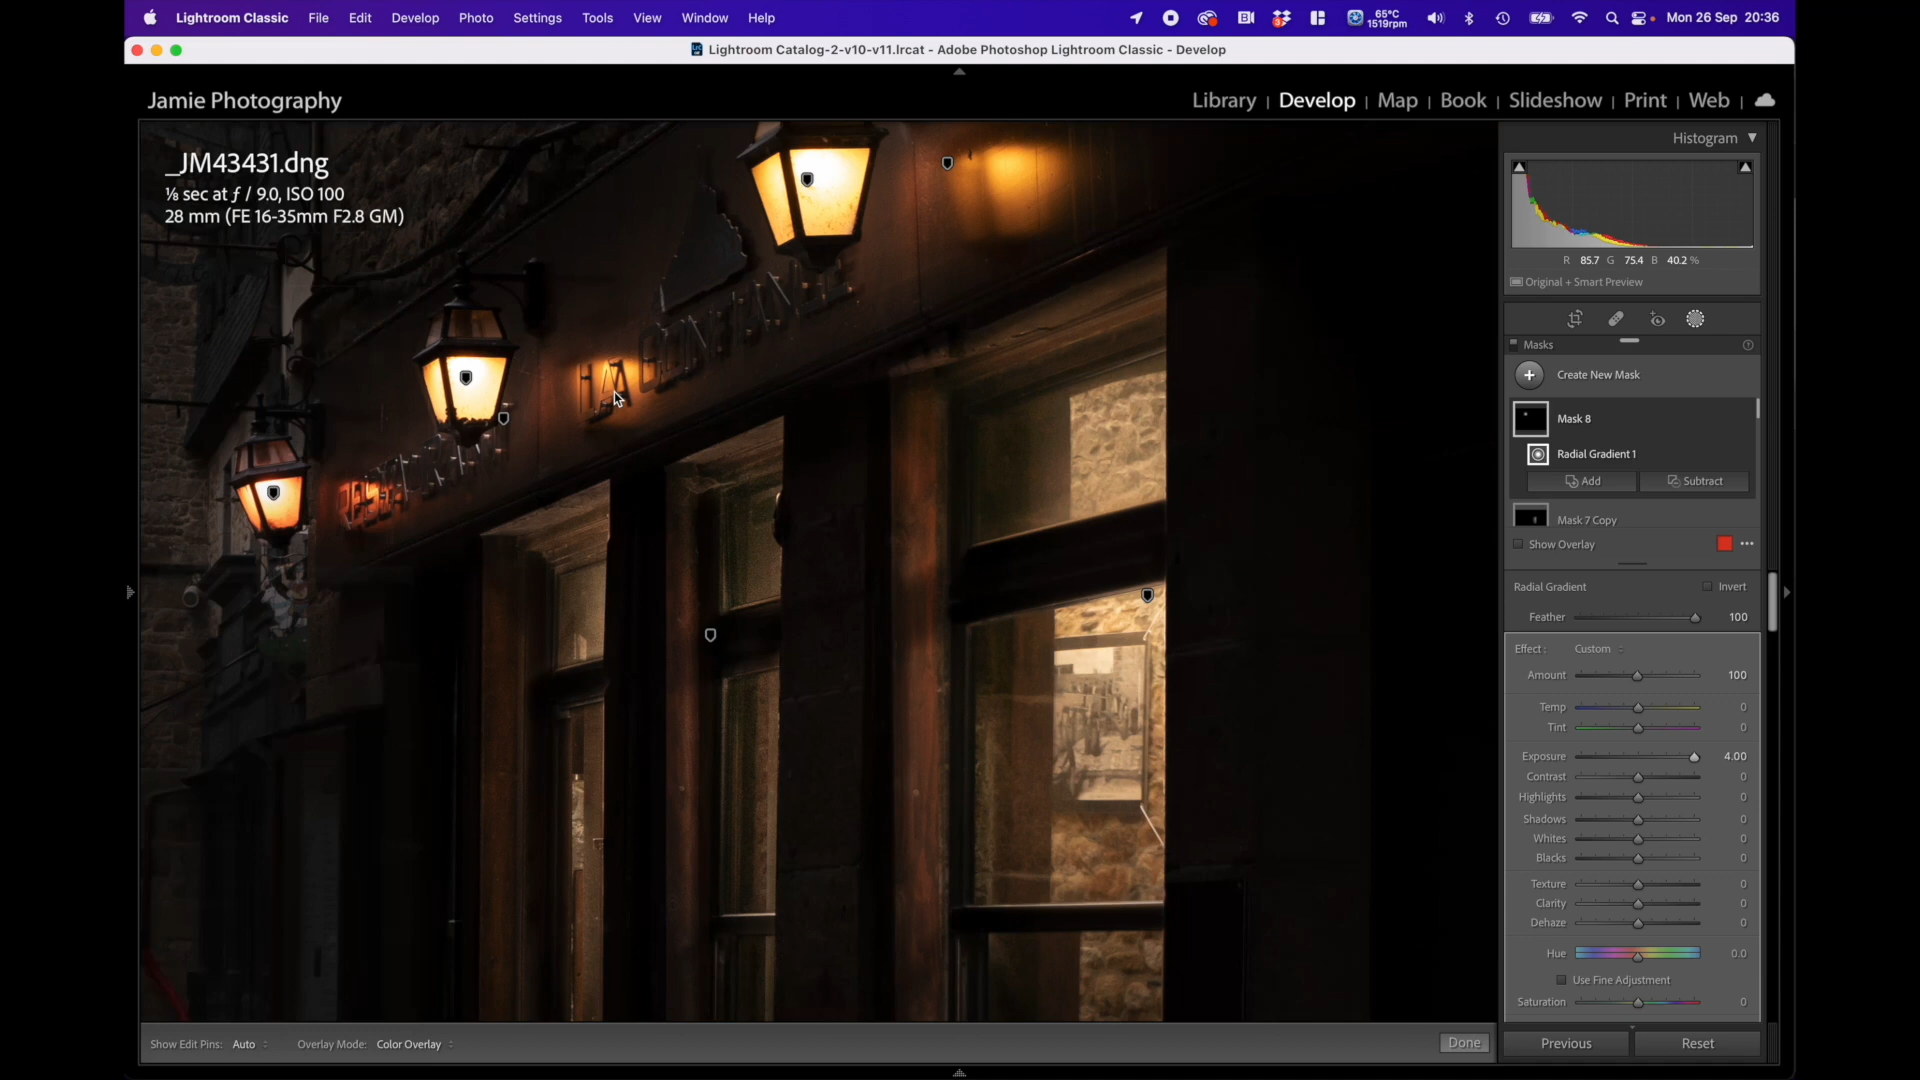 Lightroom Classic File Edit Develop Photo Settings Tools View Window Help
65°C
1519rpm
Mon 26 Sep 20:36
Lightroom Catalog-2-v10-v11.lrcat - Adobe Photoshop Lightroom Classic - Develop
Jamie Photography
Library | Develop | Map | Book | Slideshow | Print | Web |
_JM43431.dng
⅛ sec at ƒ / 9.0, ISO 100
28 mm (FE 16-35mm F2.8 GM)
Histogram
R 85.7 G 75.4 B 40.2 %
Original + Smart Preview
Masks
Create New Mask
Mask 8
Radial Gradient 1
Add Subtract
Mask 7 Copy
Show Overlay
Radial Gradient Invert
Feather 100
Effect : Custom
Amount 100
Temp 0
Tint 0
Exposure 4.00
Contrast 0
Highlights 0
Shadows 0
Whites 0
Blacks 0
Texture 0
Clarity 0
Dehaze 0
Hue 0.0
Use Fine Adjustment
Saturation 0
Show Edit Pins: Auto Overlay Mode: Color Overlay Done
Previous Reset